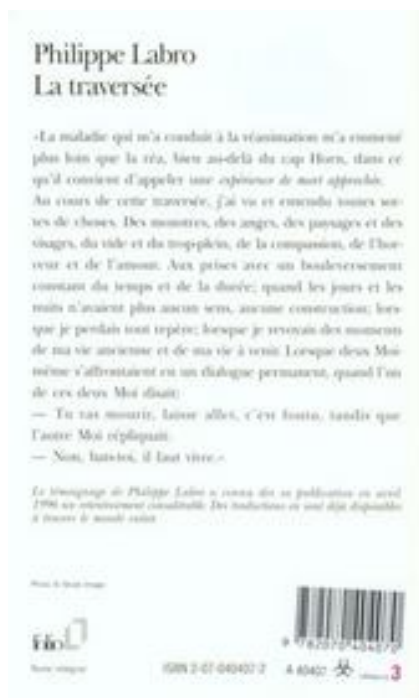 Philippe Labro
La traversée
«La maladie qui m'a conduit à la réanimation m'a emmené
plus loin que la réa, bien au-delà du cap Horn, dans ce
qu'il convient d'appeler une expérience de mort approchée.
Au cours de cette traversée, j'ai vu et entendu toutes sor-
tes de choses. Des monstres, des anges, des paysages et des
visages, du vide et du trop-plein, de la compassion, de l'hor-
reur et de l'amour. Aux prises avec un bouleversement
constant du temps et de la durée; quand les jours et les
nuits n'avaient plus aucun sens, aucune construction; lors-
que je perdais tout repère; lorsque je revoyais des moments
de ma vie ancienne et de ma vie à venir. Lorsque deux Moi-
même s'affrontaient en un dialogue permanent, quand l'un
de ces deux Moi disait:
— Tu vas mourir, laisse aller, c'est foutu, tandis que
l'autre Moi répliquait:
— Non, bats-toi, il faut vivre.»
Le témoignage de Philippe Labro a connu dès sa publication en avril
1996 un retentissement considérable. Des traductions en sont déjà disponibles
à travers le monde entier.
folio
Texte intégral
ISBN 2-07-040407-2
A 40407
9 782070 404070
3